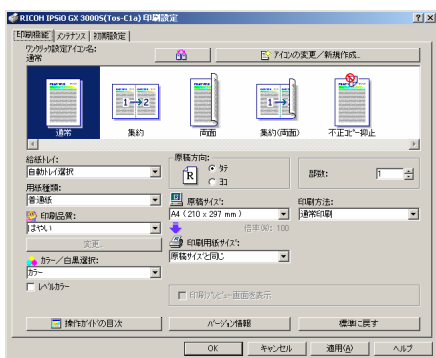 RICOH IPSiO GX 3000S(Tos-C1a) 印刷設定
印刷機能 メンテナンス 初期設定
ワンクリック設定アイコン名:
通常
アイコンの変更/新規作成...
通常 集約 両面 集約(両面) 不正コピー抑止
給紙トレイ:
自動トレイ選択
用紙種類:
普通紙
印刷品質:
はやい
変更...
カラー/白黒選択:
カラー
レベルカラー
原稿方向:
R
タテ
ヨコ
原稿サイズ:
A4 (210 x 297 mm)
倍率(%): 100
印刷用紙サイズ:
原稿サイズと同じ
部数:
1
印刷方法:
通常印刷
印刷プレビュー画面を表示
操作ガイドの目次 バージョン情報 標準に戻す
OK キャンセル 適用(A) ヘルプ